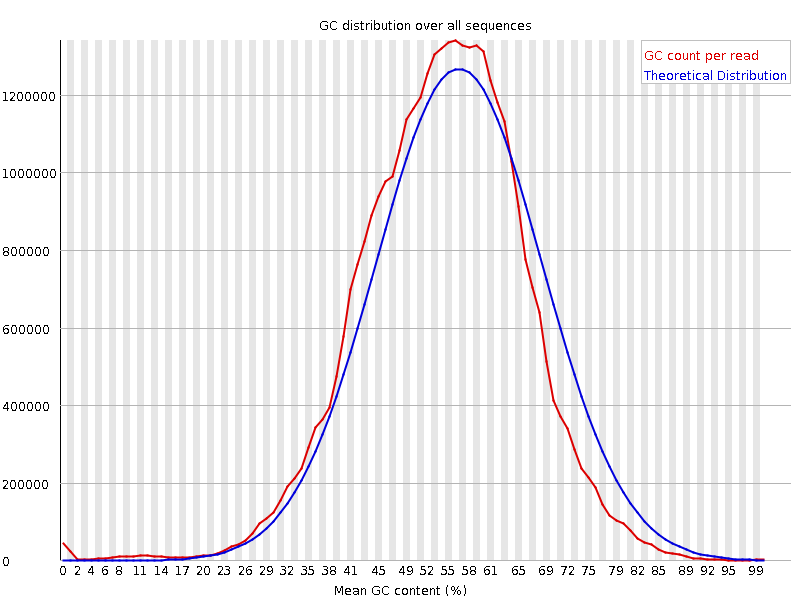 GC distribution over all sequences
GC count per read
Theoretical Distribution
1200000
1000000
800000
600000
400000
200000
0
0 2 4 6 8 11 14 17 20 23 26 29 32 35 38 41 45 49 52 55 58 61 65 69 72 75 79 82 85 89 92 95 99
Mean GC content (%)